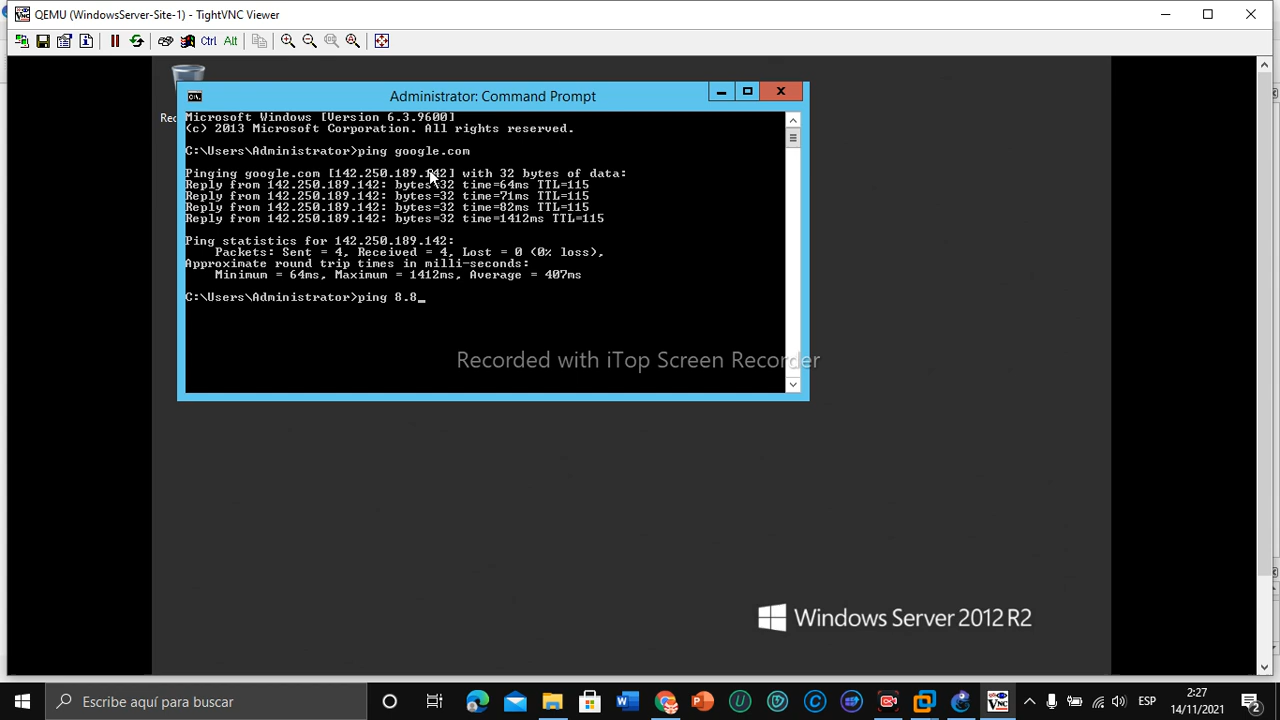 QEMU (WindowsServer-Site-1) - TightVNC Viewer
Ctrl Alt
Administrator: Command Prompt
Microsoft Windows [Version 6.3.9600]
(c) 2013 Microsoft Corporation. All rights reserved.
C:\Users\Administrator>ping google.com
Pinging google.com [142.250.189.142] with 32 bytes of data:
Reply from 142.250.189.142: bytes=32 time=64ms TTL=115
Reply from 142.250.189.142: bytes=32 time=71ms TTL=115
Reply from 142.250.189.142: bytes=32 time=82ms TTL=115
Reply from 142.250.189.142: bytes=32 time=1412ms TTL=115
Ping statistics for 142.250.189.142:
Packets: Sent = 4, Received = 4, Lost = 0 (0% loss),
Approximate round trip times in milli-seconds:
Minimum = 64ms, Maximum = 1412ms, Average = 407ms
C:\Users\Administrator>ping 8.8_
Recorded with iTop Screen Recorder
Windows Server 2012 R2
Escribe aquí para buscar
ESP
2:27
14/11/2021
2